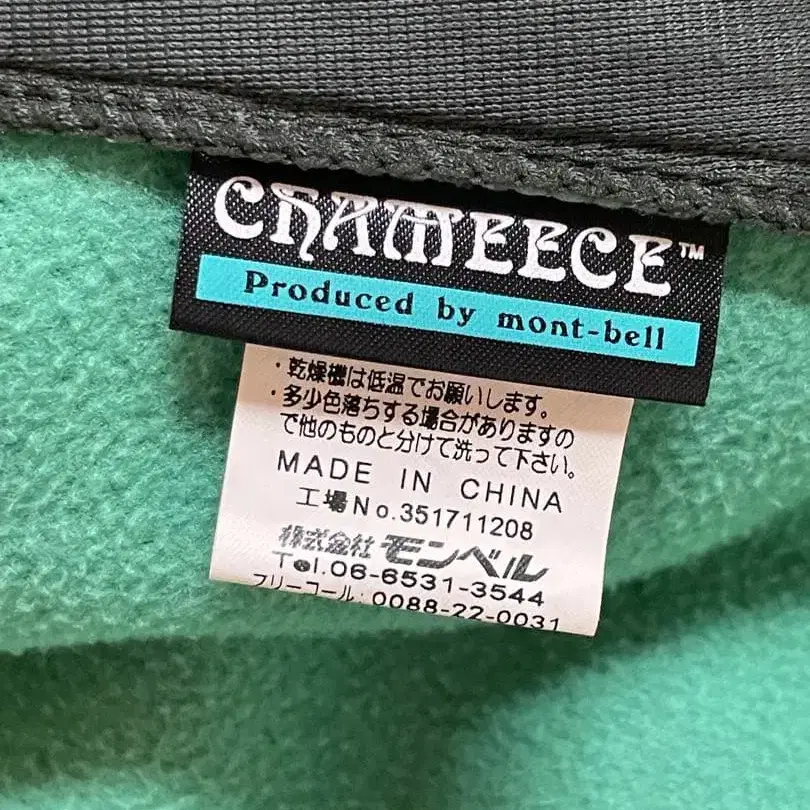 CHAMEECE™
Produced by mont-bell
・乾燥機は低温でお願いします。
・多少色落ちする場合がありますの
で他のものと分けて洗って下さい。
MADE IN CHINA
工場No.351711208
株式会社 モンベル
Tel.06-6531-3544
フリーコール: 0088-22-0031